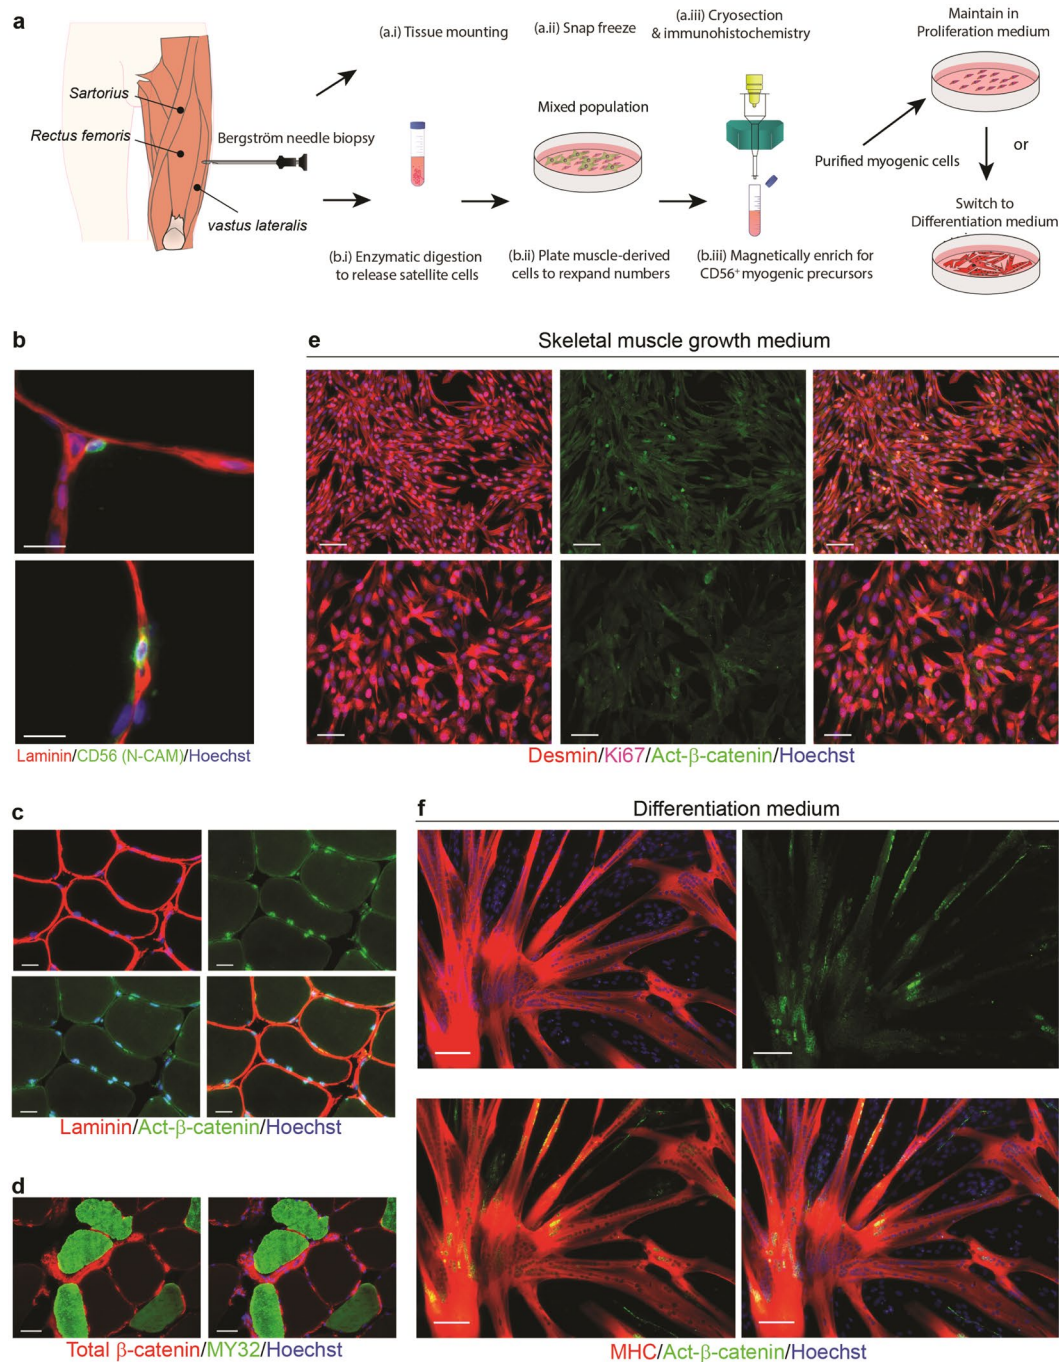 a
(a.i) Tissue mounting
(a.ii) Snap freeze
(a.iii) Cryosection
& immunohistochemistry
Maintain in
Proliferation medium
Sartorius
Rectus femoris
Bergström needle biopsy
vastus lateralis
Mixed population
Purified myogenic cells
or
Switch to
Differentiation medium
(b.i) Enzymatic digestion
to release satellite cells
(b.ii) Plate muscle-derived
cells to rexpand numbers
(b.iii) Magnetically enrich for
CD56⁺ myogenic precursors
b
Laminin/CD56 (N-CAM)/Hoechst
e
Skeletal muscle growth medium
Desmin/Ki67/Act-β-catenin/Hoechst
c
Laminin/Act-β-catenin/Hoechst
d
Total β-catenin/MY32/Hoechst
f
Differentiation medium
MHC/Act-β-catenin/Hoechst